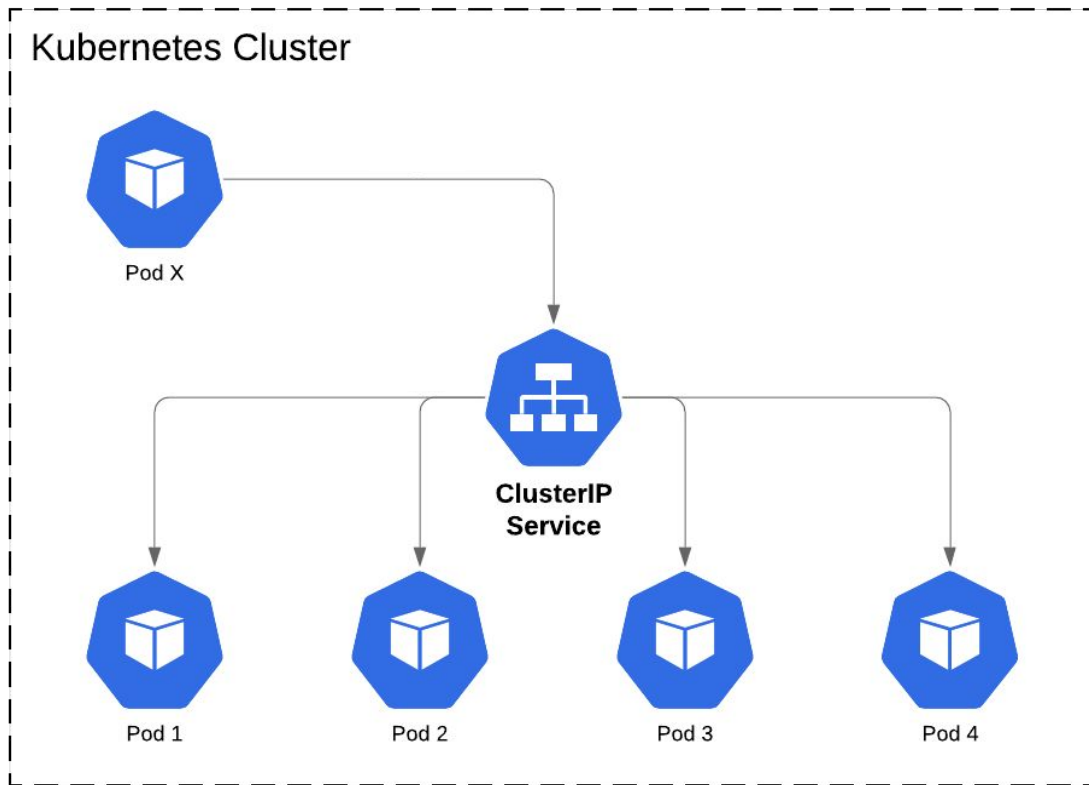 Kubernetes Cluster
Pod X
ClusterIP
Service
Pod 1
Pod 2
Pod 3
Pod 4